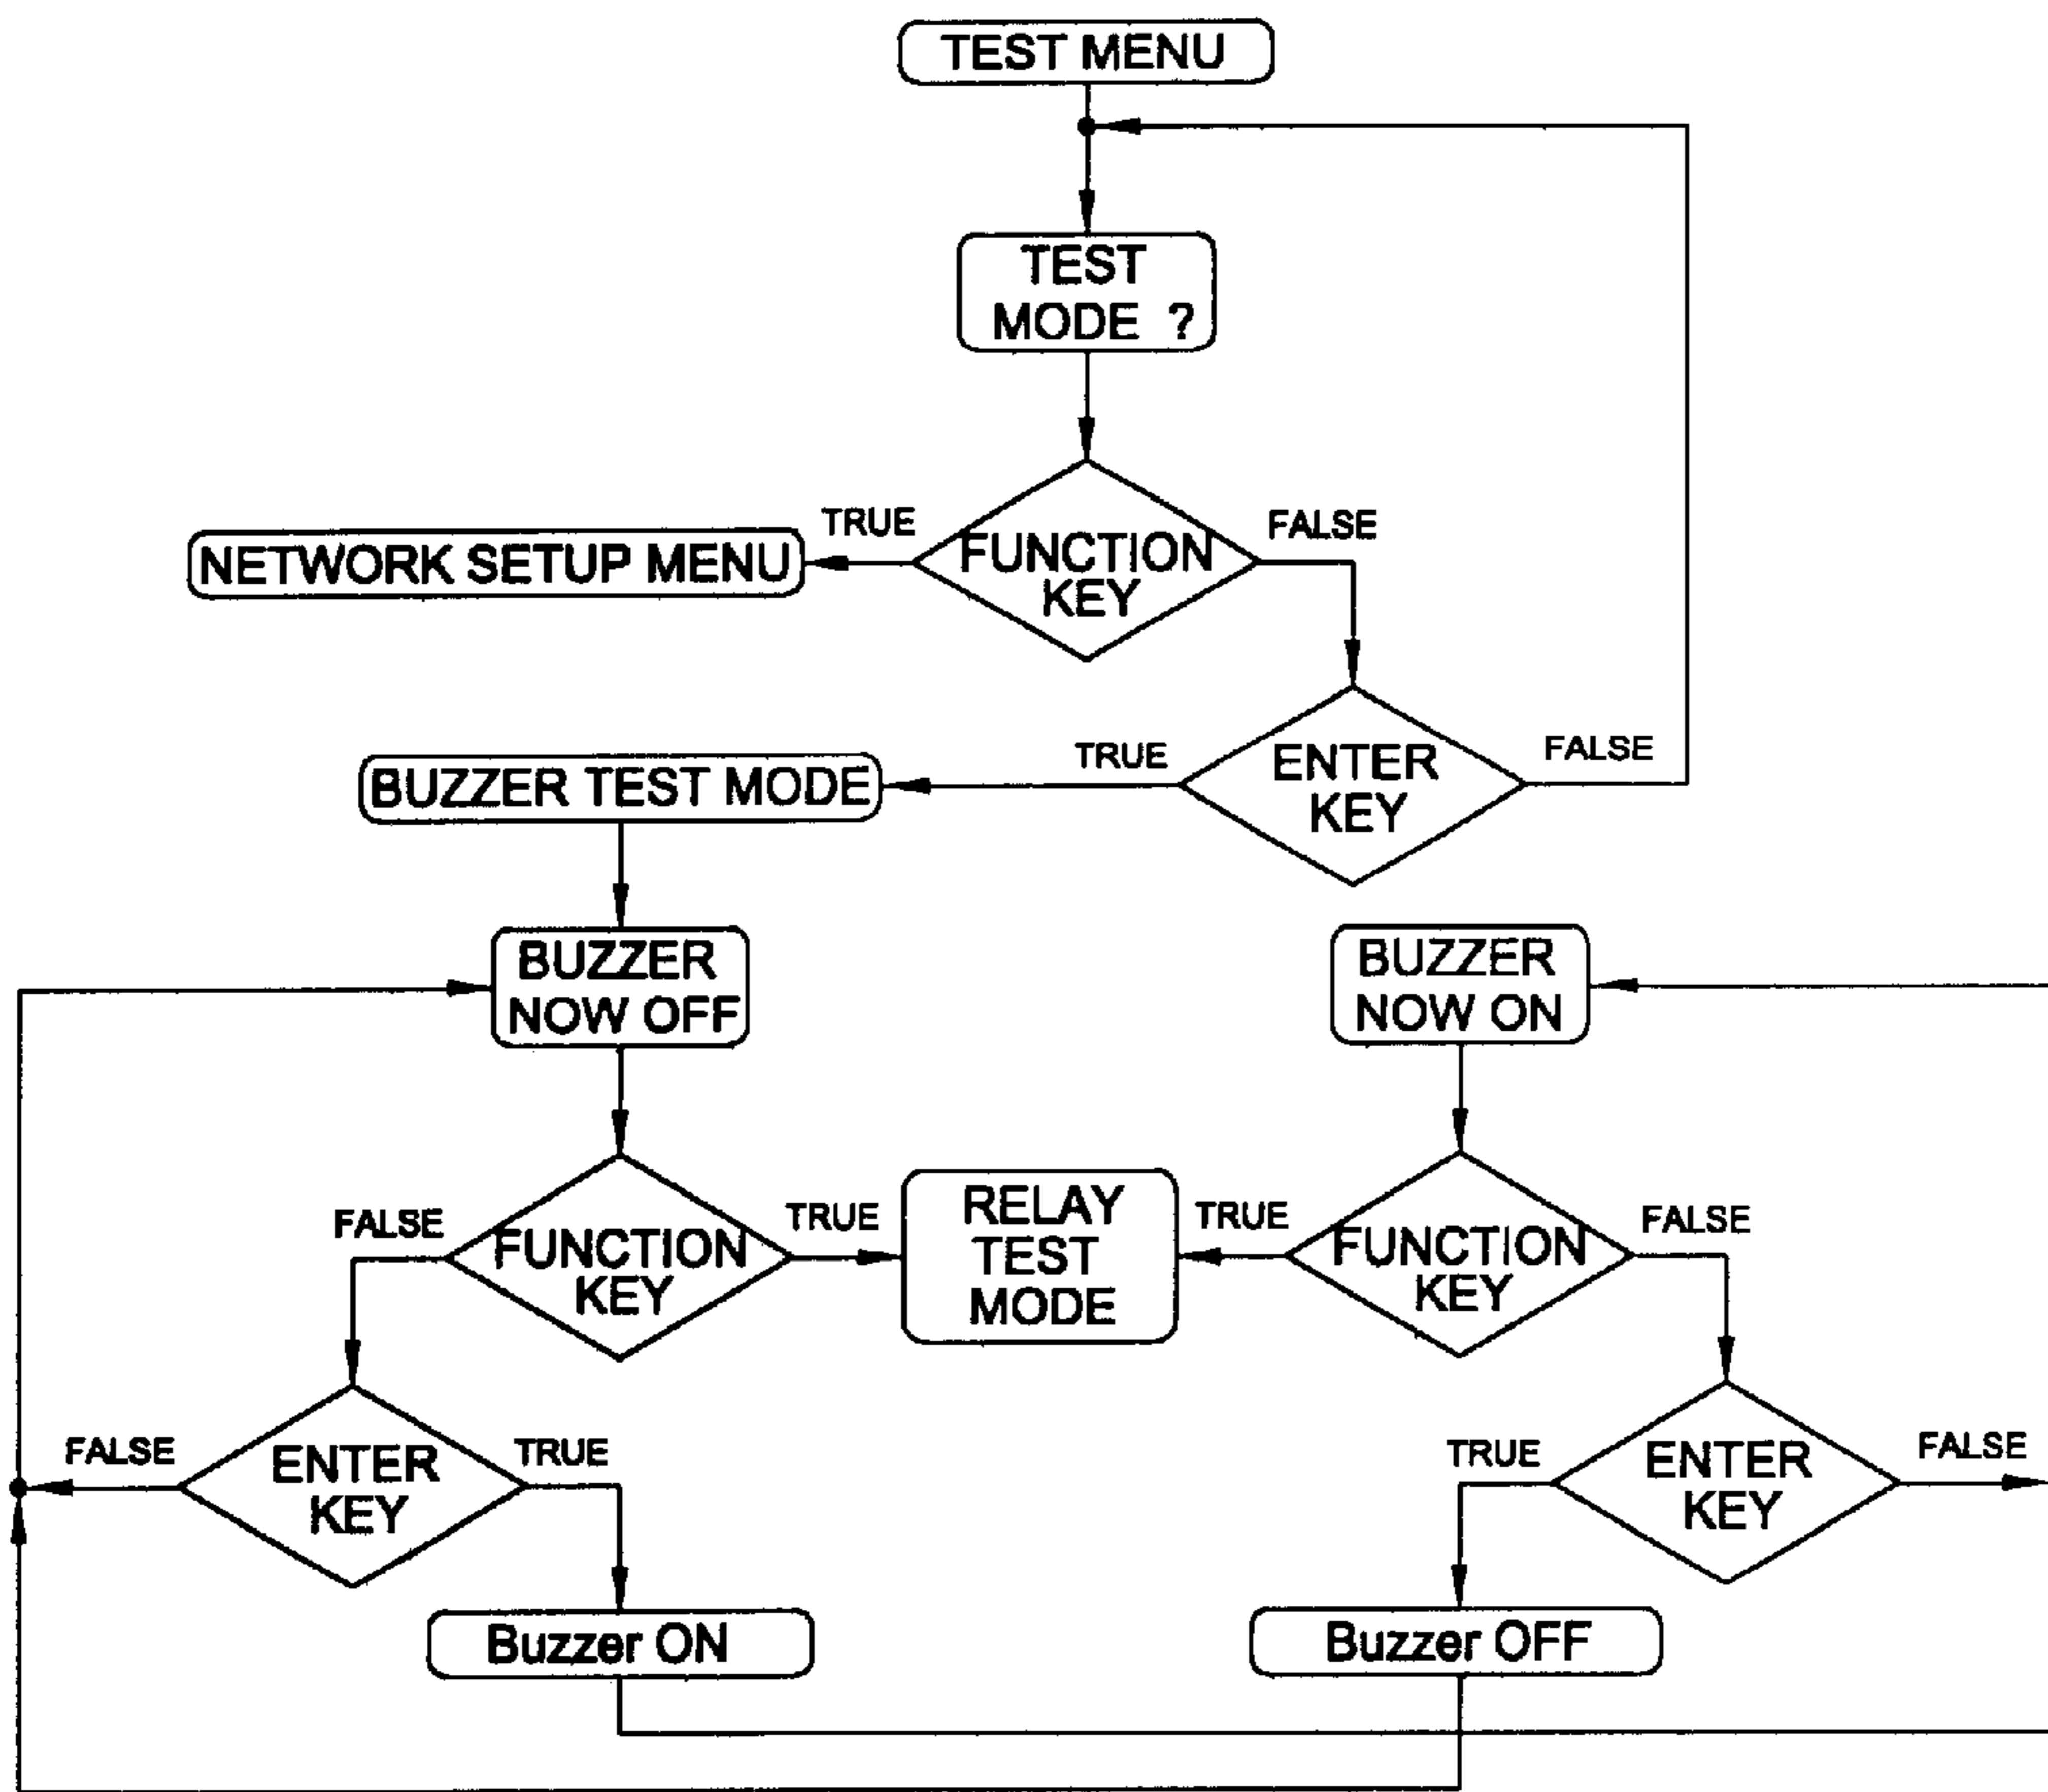 TEST MENU
TEST
MODE ?
TRUE
FALSE
FUNCTION
KEY
NETWORK SETUP MENU
TRUE
FALSE
ENTER
KEY
BUZZER TEST MODE
BUZZER
NOW OFF
BUZZER
NOW ON
FALSE
TRUE
FUNCTION
KEY
RELAY
TEST
MODE
TRUE
FALSE
FUNCTION
KEY
FALSE
TRUE
ENTER
KEY
TRUE
FALSE
ENTER
KEY
Buzzer ON
Buzzer OFF